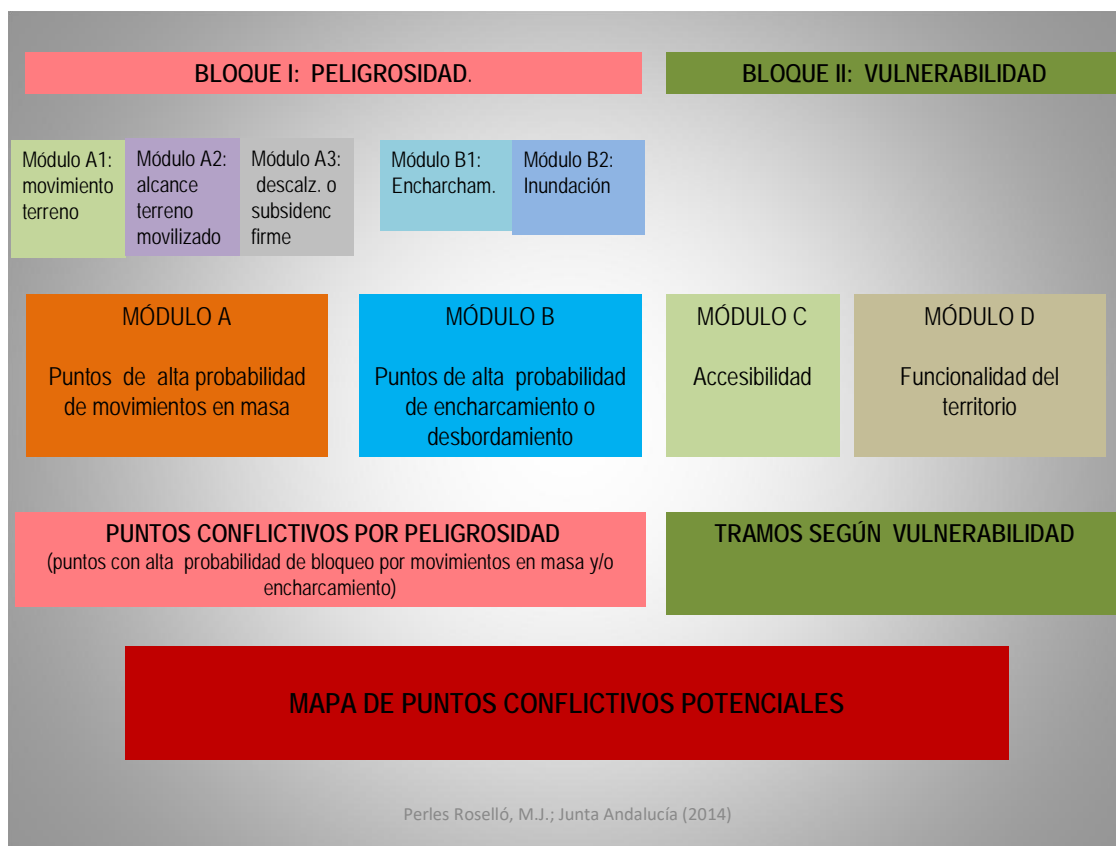 BLOQUE I: PELIGROSIDAD.
BLOQUE II: VULNERABILIDAD
Módulo A1:
movimiento
terreno
Módulo A2:
alcance
terreno
movilizado
Módulo A3:
descalz. o
subsidenc
firme
Módulo B1:
Encharcham.
Módulo B2:
Inundación
MÓDULO A
Puntos de alta probabilidad
de movimientos en masa
MÓDULO B
Puntos de alta probabilidad
de encharcamiento o
desbordamiento
MÓDULO C
Accesibilidad
MÓDULO D
Funcionalidad del
territorio
PUNTOS CONFLICTIVOS POR PELIGROSIDAD
(puntos con alta probabilidad de bloqueo por movimientos en masa y/o
encharcamiento)
TRAMOS SEGÚN VULNERABILIDAD
MAPA DE PUNTOS CONFLICTIVOS POTENCIALES
Perles Roselló, M.J.; Junta Andalucía (2014)